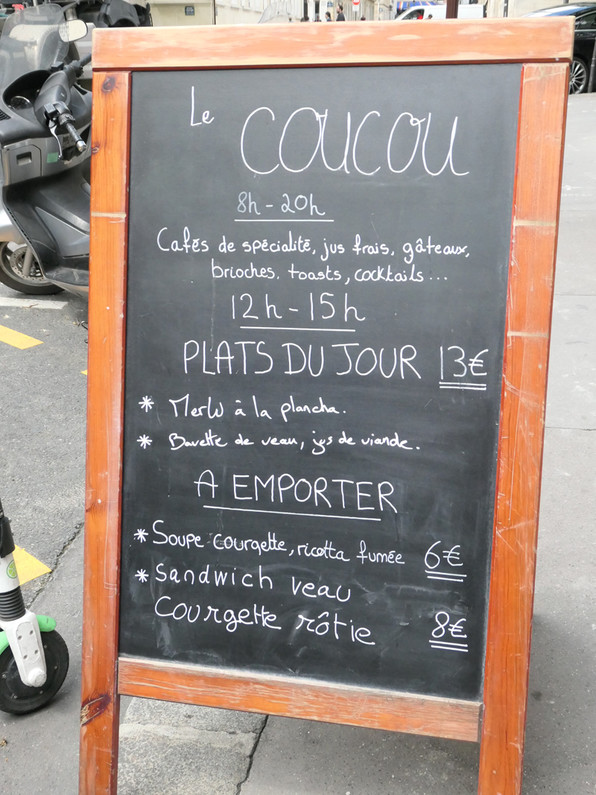 Le COUCOU
8h - 20h
Cafés de spécialité, jus frais, gâteaux,
brioches, toasts, cocktails ...
12h - 15h
PLATS DU JOUR 13€
* Merlu à la plancha.
* Bavette de veau, jus de viande.
A EMPORTER
* Soupe courgette, ricotta fumée 6€
* Sandwich veau
courgette rôtie 8€